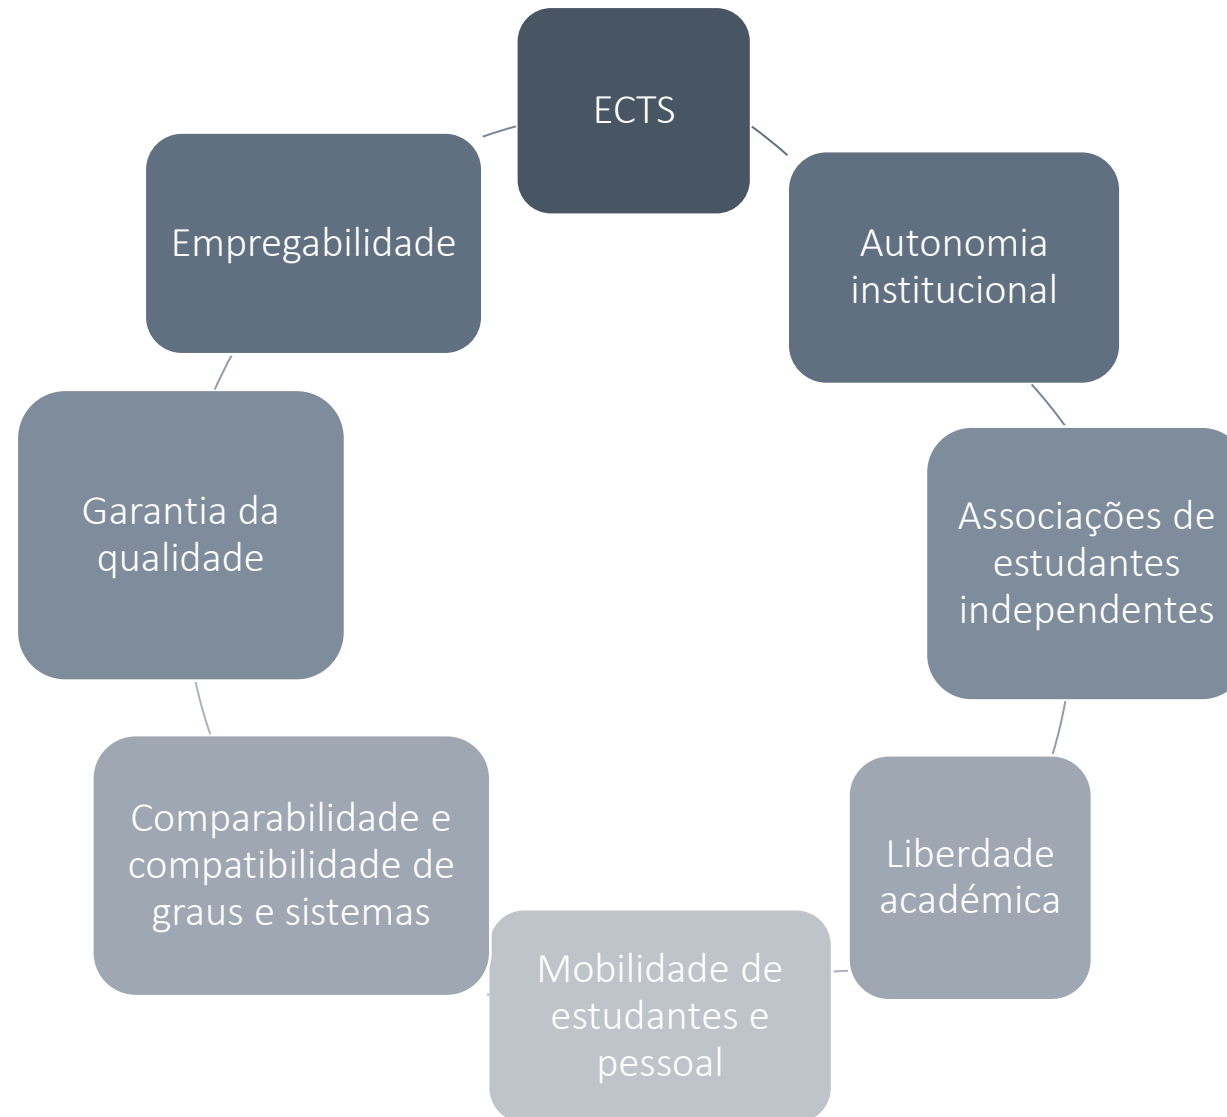 ECTS
Autonomia
institucional
Associações de
estudantes
independentes
Liberdade
académica
Mobilidade de
estudantes e
pessoal
Comparabilidade e
compatibilidade de
graus e sistemas
Garantia da
qualidade
Empregabilidade